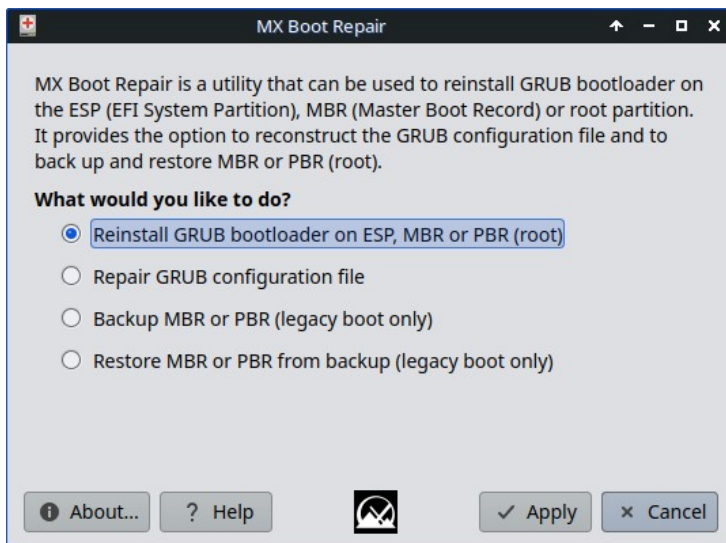 MX Boot Repair
MX Boot Repair is a utility that can be used to reinstall GRUB bootloader on
the ESP (EFI System Partition), MBR (Master Boot Record) or root partition.
It provides the option to reconstruct the GRUB configuration file and to
back up and restore MBR or PBR (root).
What would you like to do?
Reinstall GRUB bootloader on ESP, MBR or PBR (root)
Repair GRUB configuration file
Backup MBR or PBR (legacy boot only)
Restore MBR or PBR from backup (legacy boot only)
About... ? Help Apply Cancel